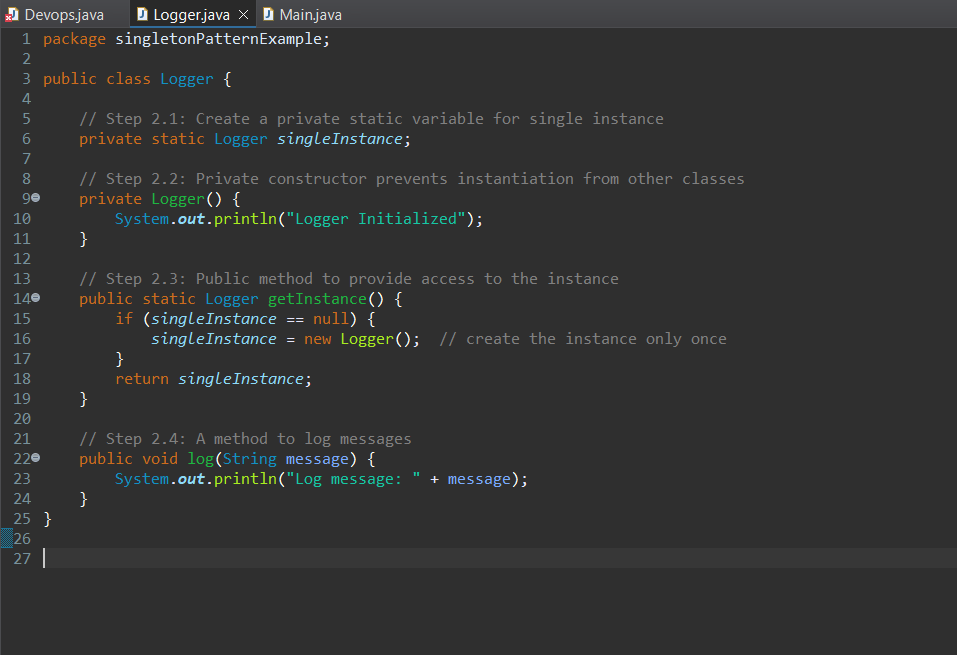 Devops.java Logger.java Main.java
1 package singletonPatternExample;
2
3 public class Logger {
4
5     // Step 2.1: Create a private static variable for single instance
6     private static Logger singleInstance;
7
8     // Step 2.2: Private constructor prevents instantiation from other classes
9     private Logger() {
10         System.out.println("Logger Initialized");
11     }
12
13     // Step 2.3: Public method to provide access to the instance
14     public static Logger getInstance() {
15         if (singleInstance == null) {
16             singleInstance = new Logger();  // create the instance only once
17         }
18         return singleInstance;
19     }
20
21     // Step 2.4: A method to log messages
22     public void log(String message) {
23         System.out.println("Log message: " + message);
24     }
25 }
26
27